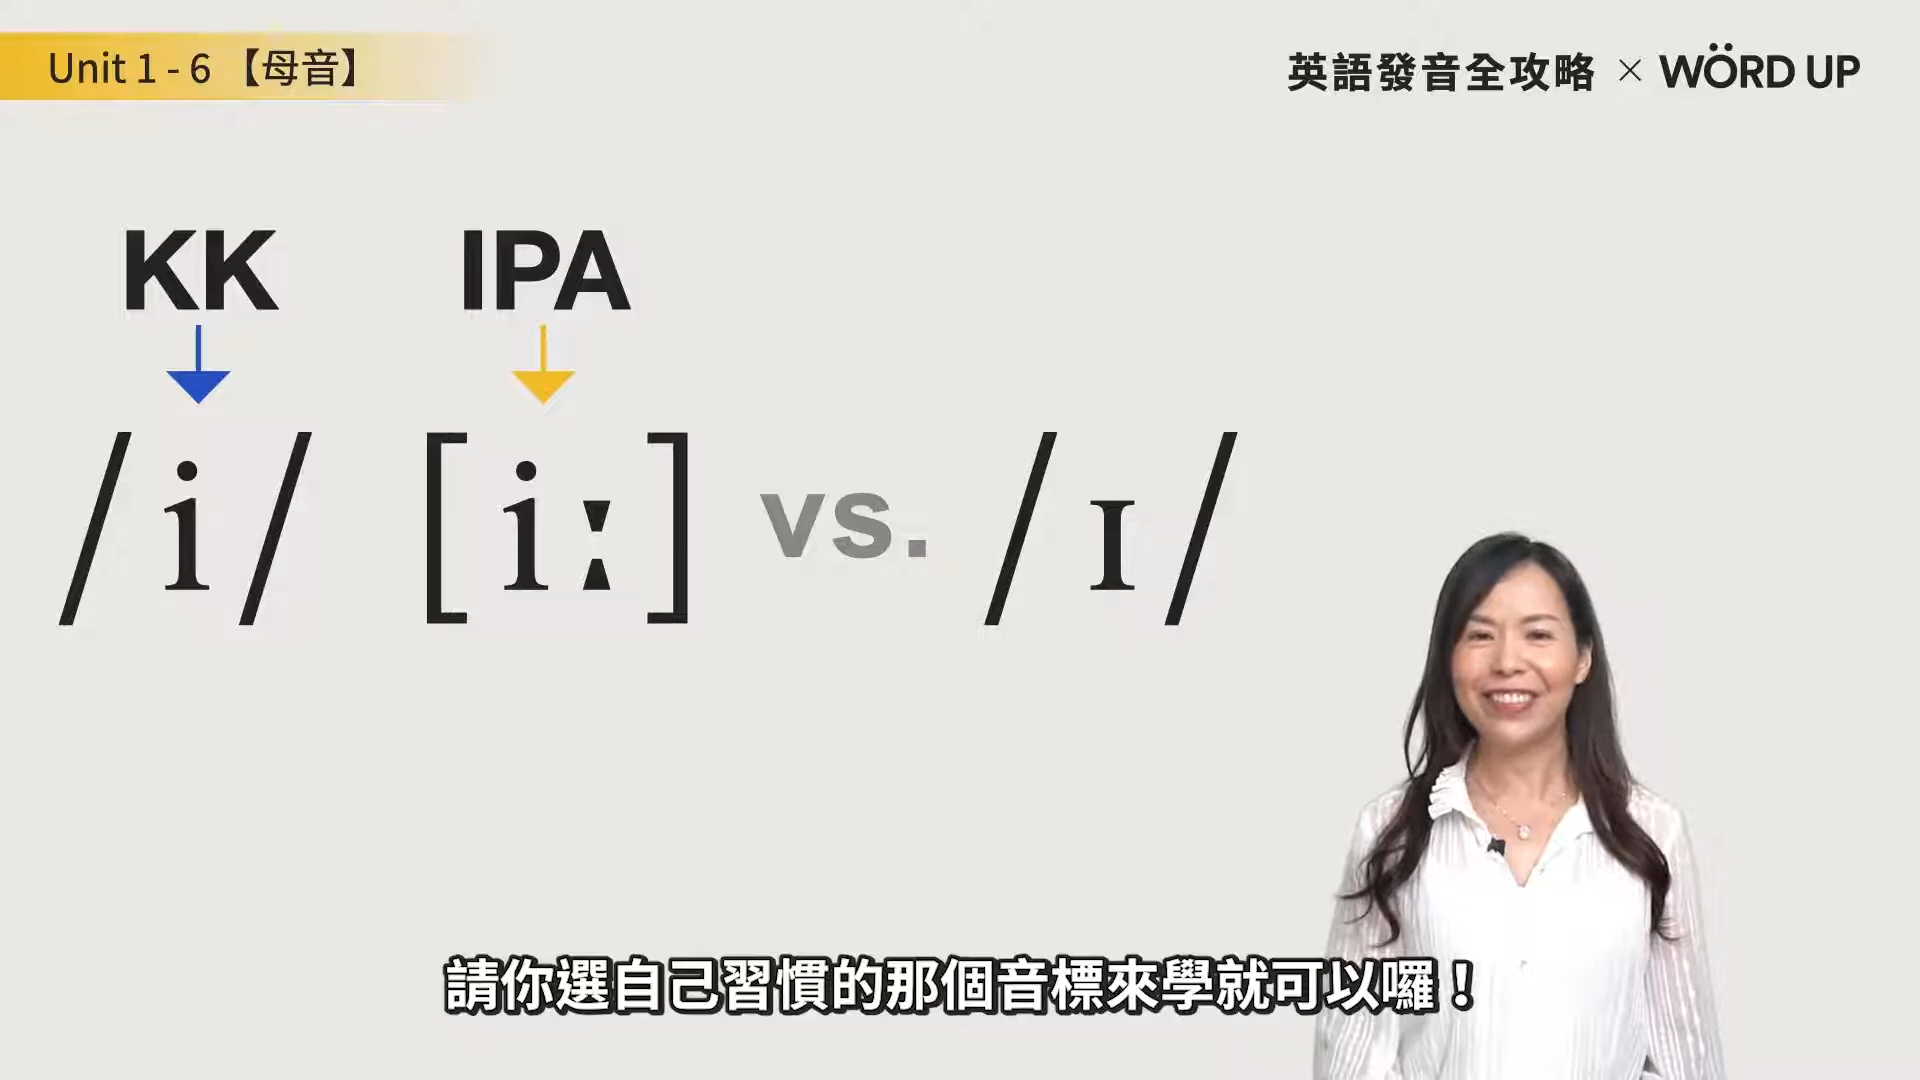 Unit 1 - 6 【母音】
英語發音全攻略 × WÖRD UP
KK IPA
/i/ [iː] vs. /ɪ/
請你選自己習慣的那個音標來學就可以囉！